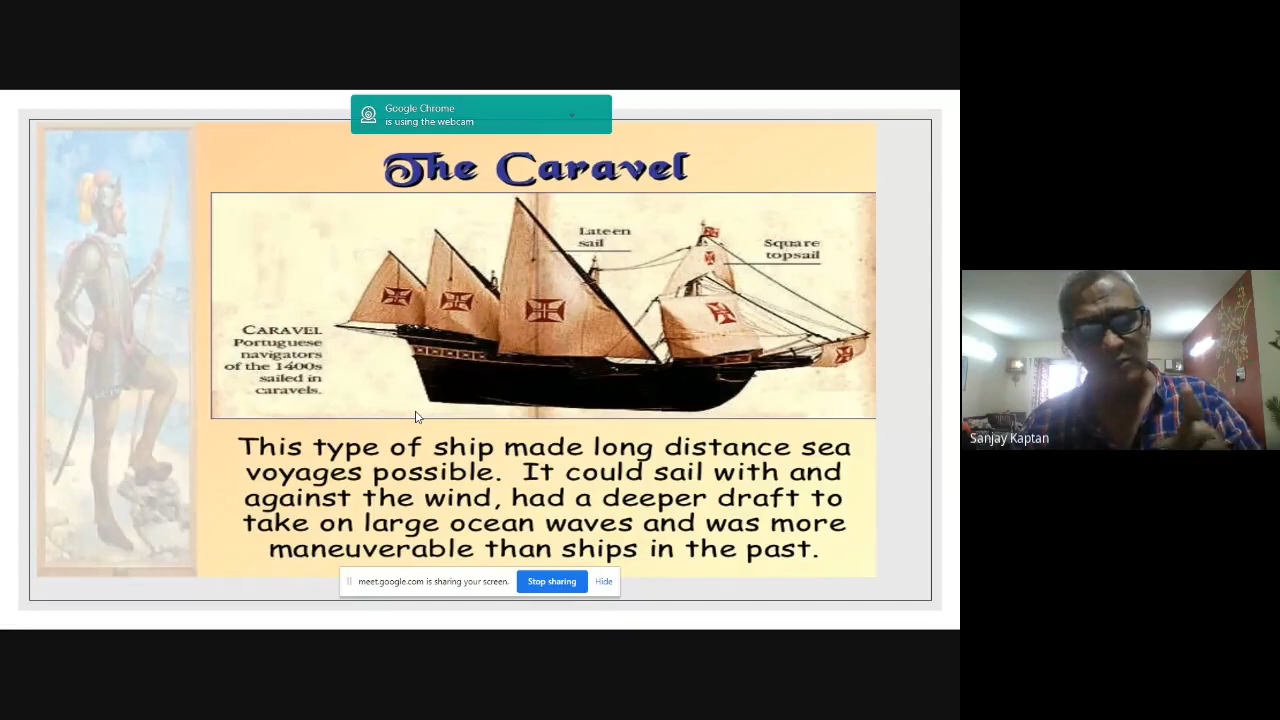 Google Chrome
is using the webcam
The Caravel
Lateen
sail
Square
topsail
CARAVEL
Portuguese
navigators
of the 1400s
sailed in
caravels.
This type of ship made long distance sea
voyages possible. It could sail with and
against the wind, had a deeper draft to
take on large ocean waves and was more
maneuverable than ships in the past.
meet.google.com is sharing your screen.
Stop sharing
Hide
Sanjay Kaptan